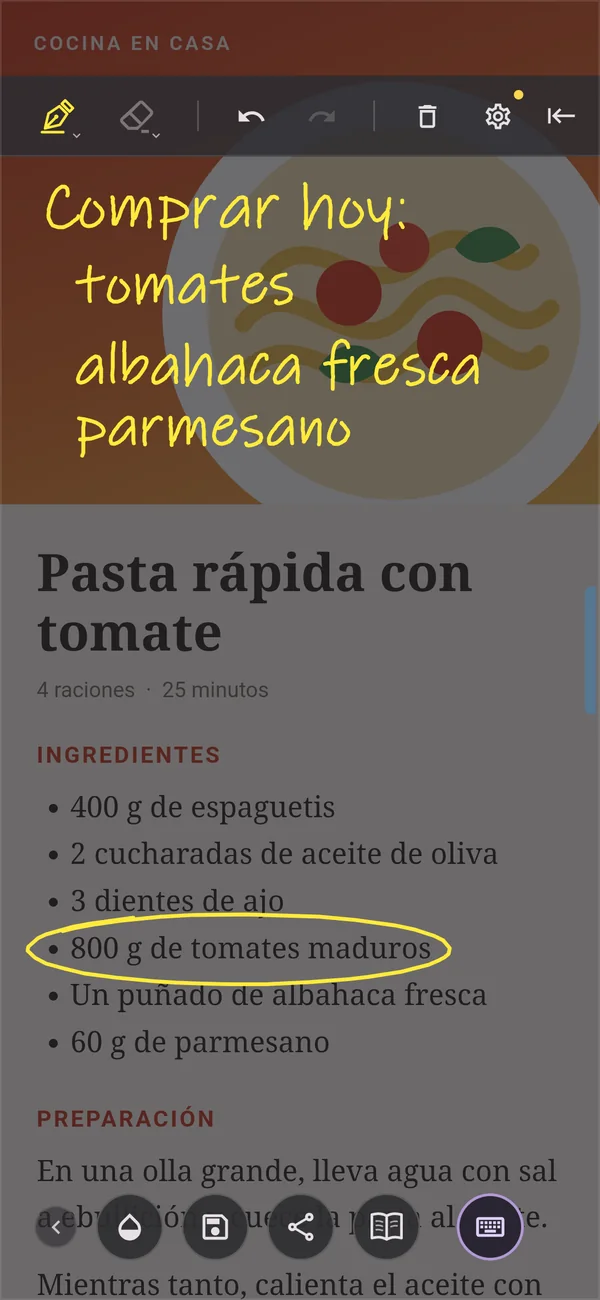 COCINA EN CASA
Comprar hoy:
tomates
albahaca fresca
parmesano
Pasta rápida con
tomate
4 raciones · 25 minutos
INGREDIENTES
• 400 g de espaguetis
• 2 cucharadas de aceite de oliva
• 3 dientes de ajo
• 800 g de tomates maduros
• Un puñado de albahaca fresca
• 60 g de parmesano
PREPARACIÓN
En una olla grande, lleva agua con sal
a
Mientras tanto, calienta el aceite con